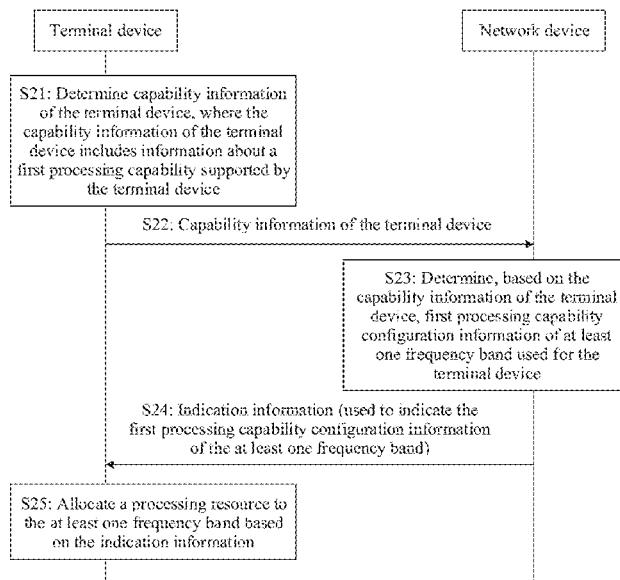 Terminal device
Network device
S21: Determine capability information
of the terminal device, where the
capability information of the terminal
device includes information about a
first processing capability supported by
the terminal device
S22: Capability information of the terminal device
S23: Determine, based on the
capability information of the terminal
device, first processing capability
configuration information of at least
one frequency band used for the
terminal device
S24: Indication information (used to indicate the
first processing capability configuration information
of the at least one frequency band)
S25: Allocate a processing resource to
the at least one frequency band based
on the indication information